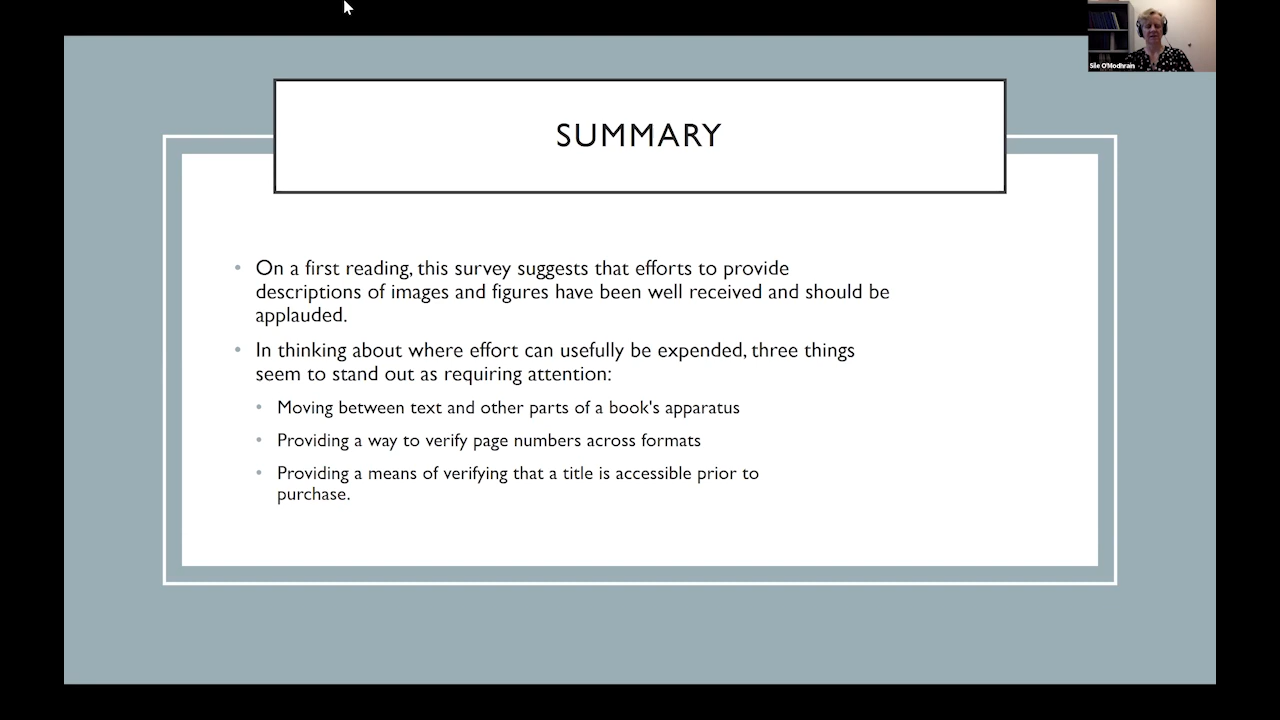 Sile O'Modhrain
SUMMARY
• On a first reading, this survey suggests that efforts to provide
descriptions of images and figures have been well received and should be
applauded.
• In thinking about where effort can usefully be expended, three things
seem to stand out as requiring attention:
• Moving between text and other parts of a book's apparatus
• Providing a way to verify page numbers across formats
• Providing a means of verifying that a title is accessible prior to
purchase.